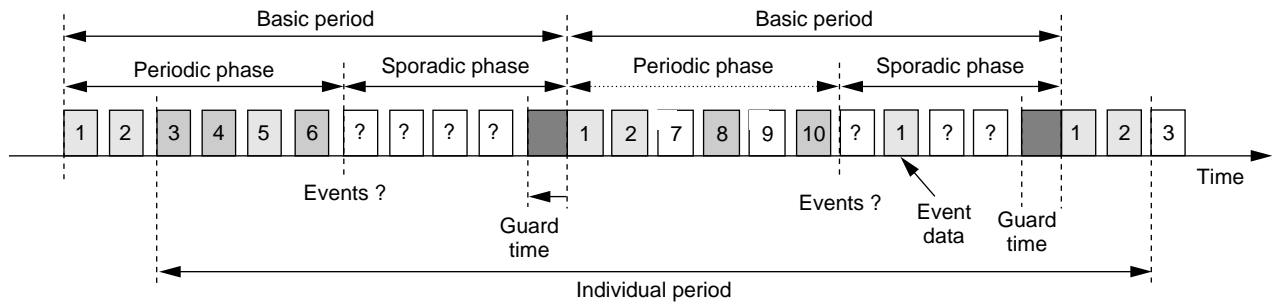 Basic period Basic period
Periodic phase Sporadic phase Periodic phase Sporadic phase
1 2 3 4 5 6 ? ? ? ? 1 2 7 8 9 10 ? 1 ? ? 1 2 3
Time
Events ? Events ?
Guard time
Event data
Guard time
Individual period